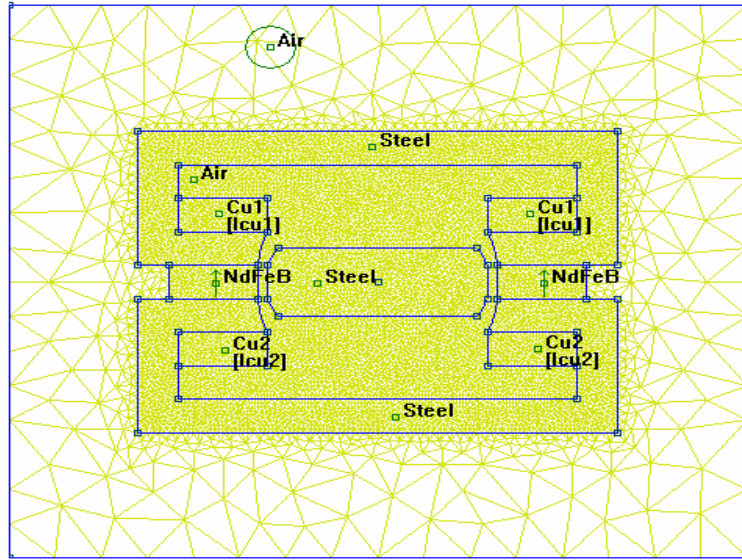 Air
Steel
Air
Cu1
[Icu1]
Cu1
[Icu1]
NdFeB
Steel
NdFeB
Cu2
[Icu2]
Cu2
[Icu2]
Steel